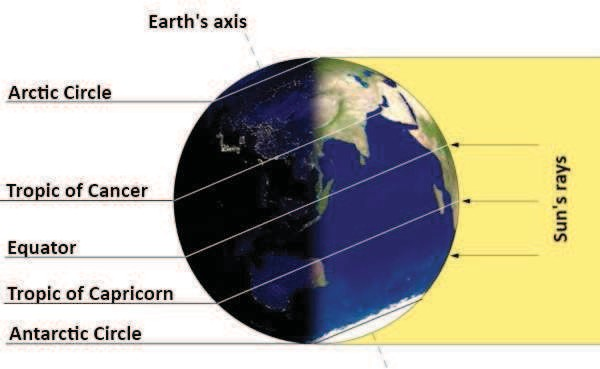 Earth's axis
Arctic Circle
Tropic of Cancer
Equator
Tropic of Capricorn
Antarctic Circle
Sun's rays